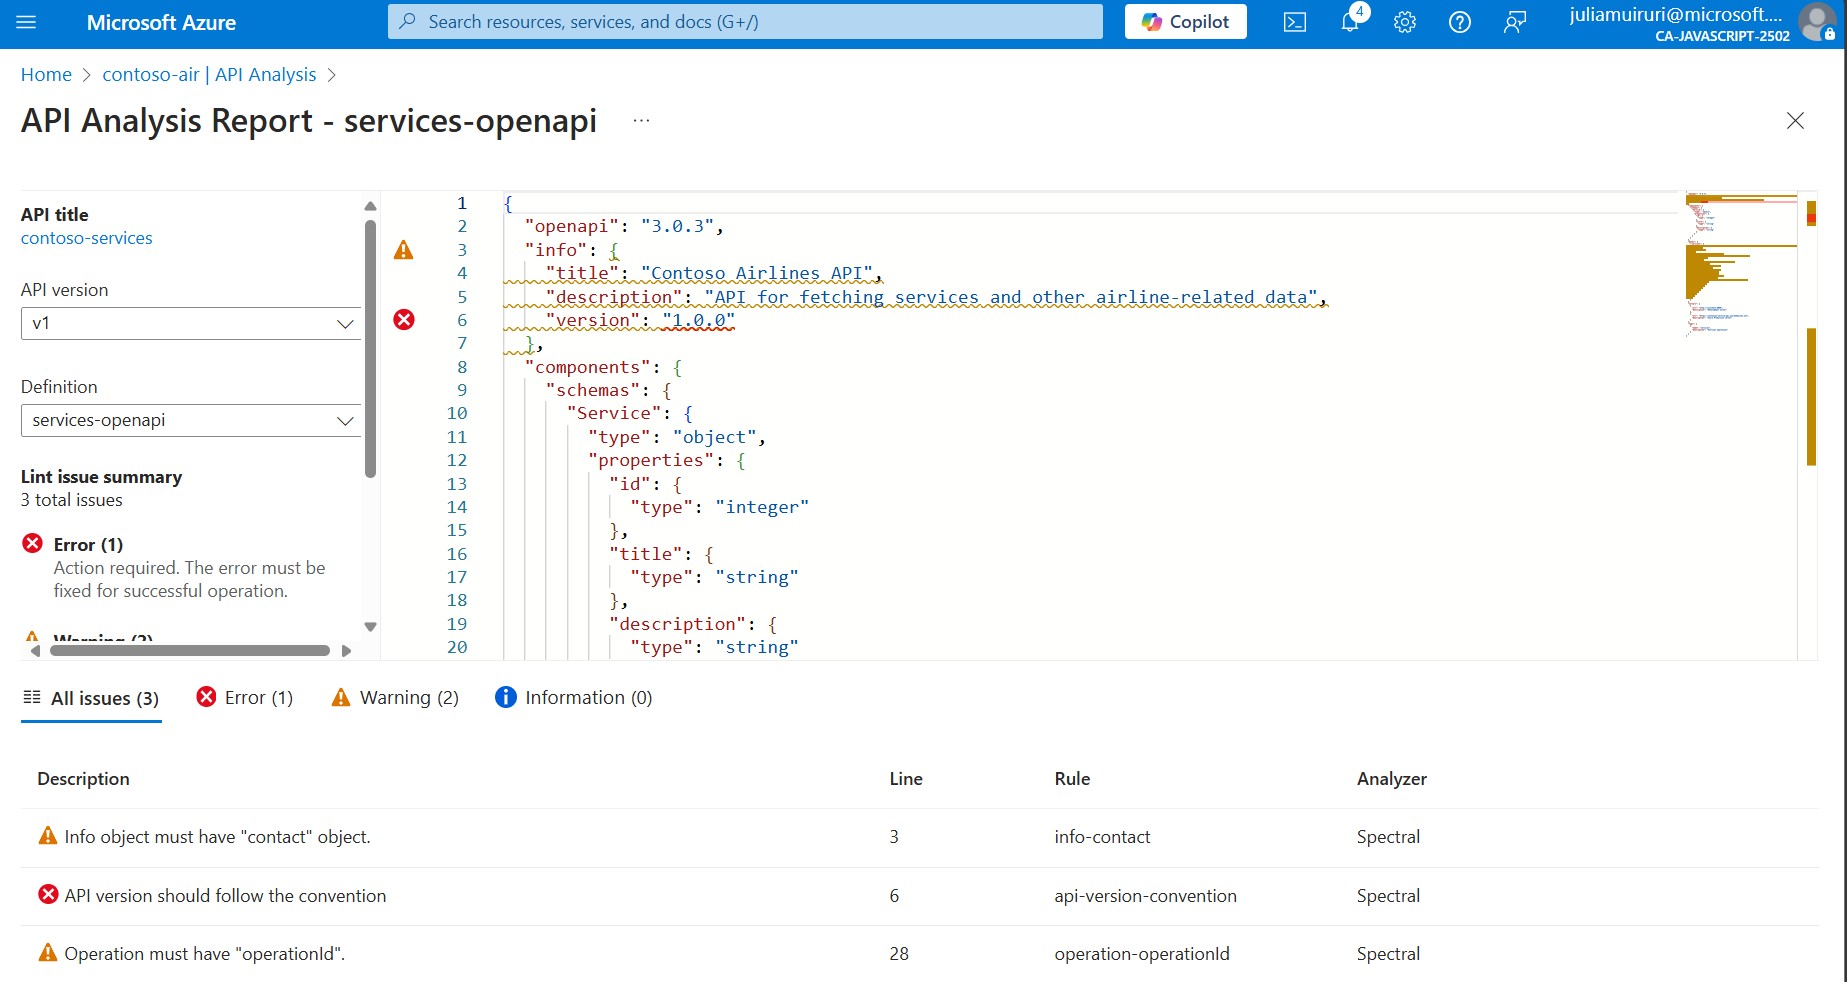 Microsoft Azure
Search resources, services, and docs (G+/)
Copilot
4
juliamuiruri@microsoft....
CA-JAVASCRIPT-2502
Home > contoso-air | API Analysis >
API Analysis Report - services-openapi ...
API title
contoso-services
API version
v1
Definition
services-openapi
Lint issue summary
3 total issues
Error (1)
Action required. The error must be
fixed for successful operation.
Warning (2)
1 {
2 "openapi": "3.0.3",
3 "info": {
4 "title": "Contoso Airlines API",
5 "description": "API for fetching services and other airline-related data",
6 "version": "1.0.0"
7 },
8 "components": {
9 "schemas": {
10 "Service": {
11 "type": "object",
12 "properties": {
13 "id": {
14 "type": "integer"
15 },
16 "title": {
17 "type": "string"
18 },
19 "description": {
20 "type": "string"
All issues (3)
Error (1)
Warning (2)
Information (0)
Description Line Rule Analyzer
Info object must have "contact" object. 3 info-contact Spectral
API version should follow the convention 6 api-version-convention Spectral
Operation must have "operationId". 28 operation-operationId Spectral